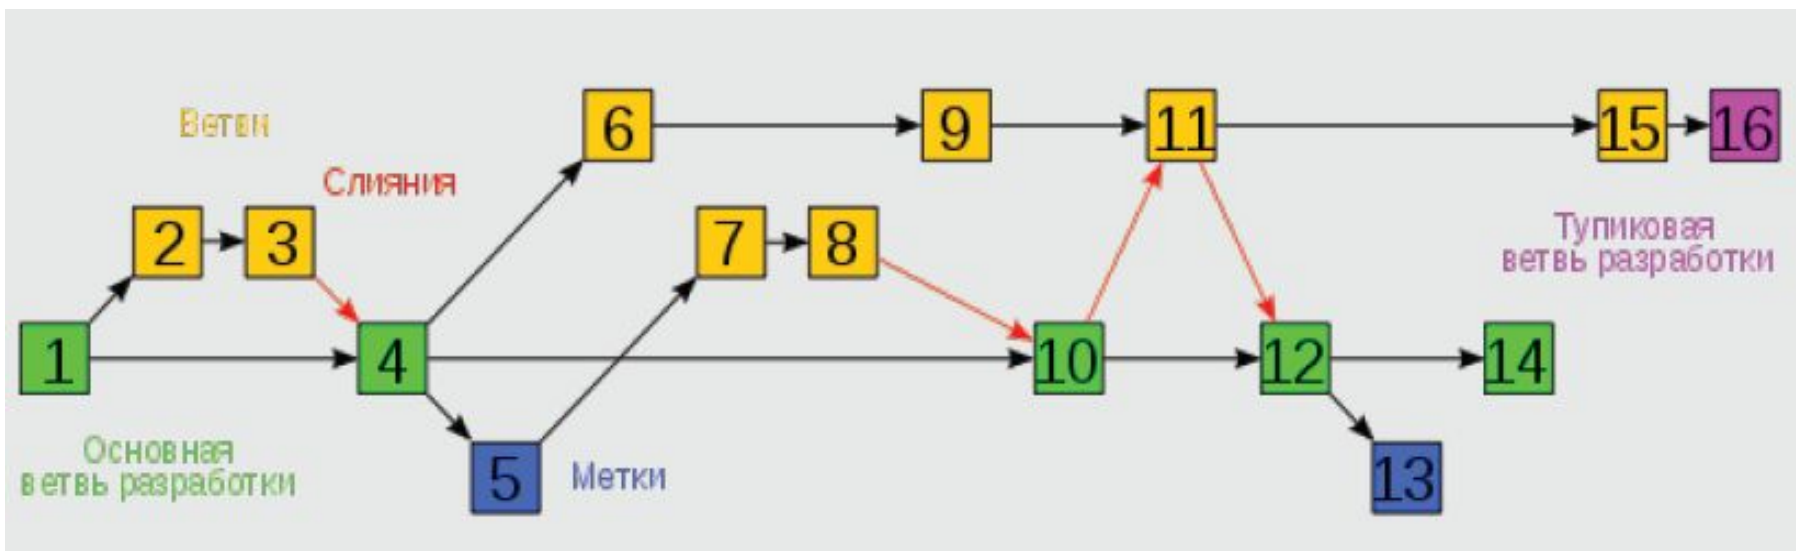 Ветви
Слияния
6
9
11
15
16
2
3
7
8
Тупиковая
ветвь разработки
1
4
10
12
14
Основная
ветвь разработки
5
Метки
13